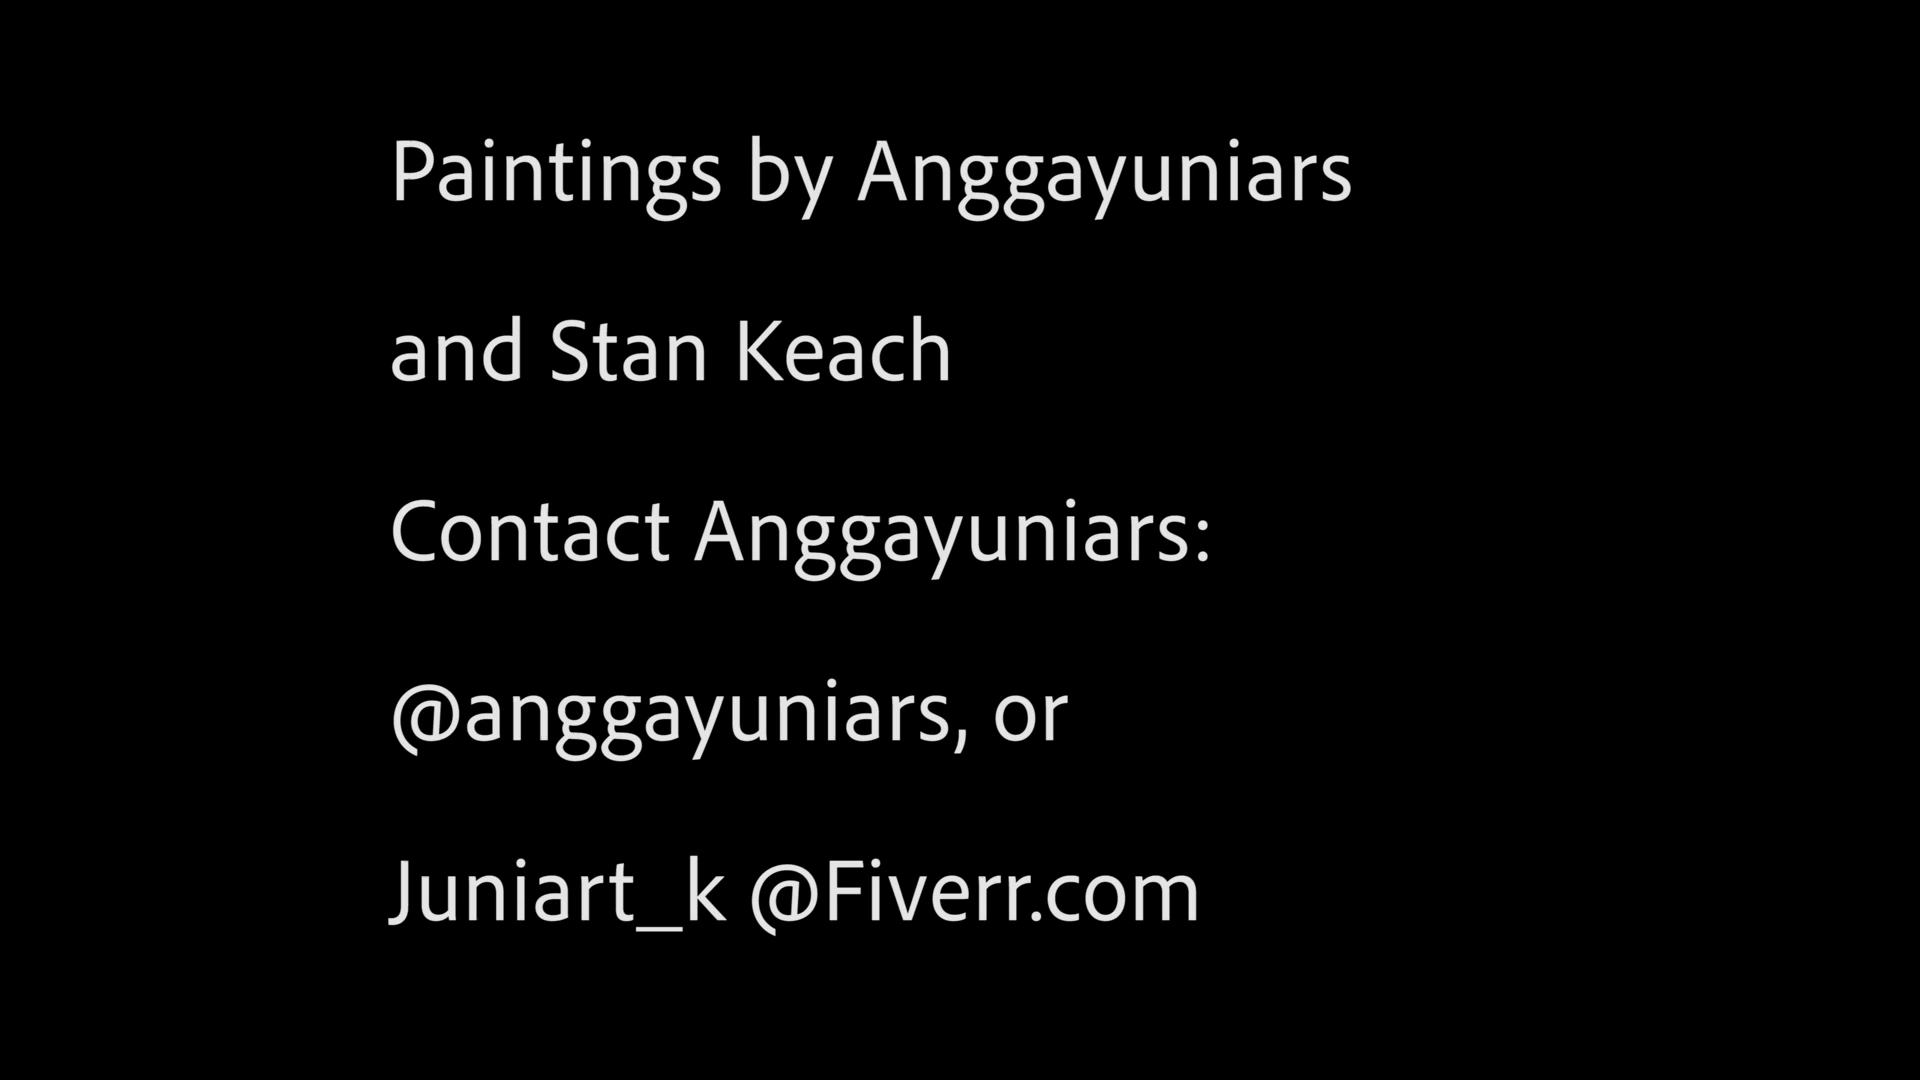 Paintings by Anggayuniars
and Stan Keach
Contact Anggayuniars:
@anggayuniars, or
Juniart_k @Fiverr.com